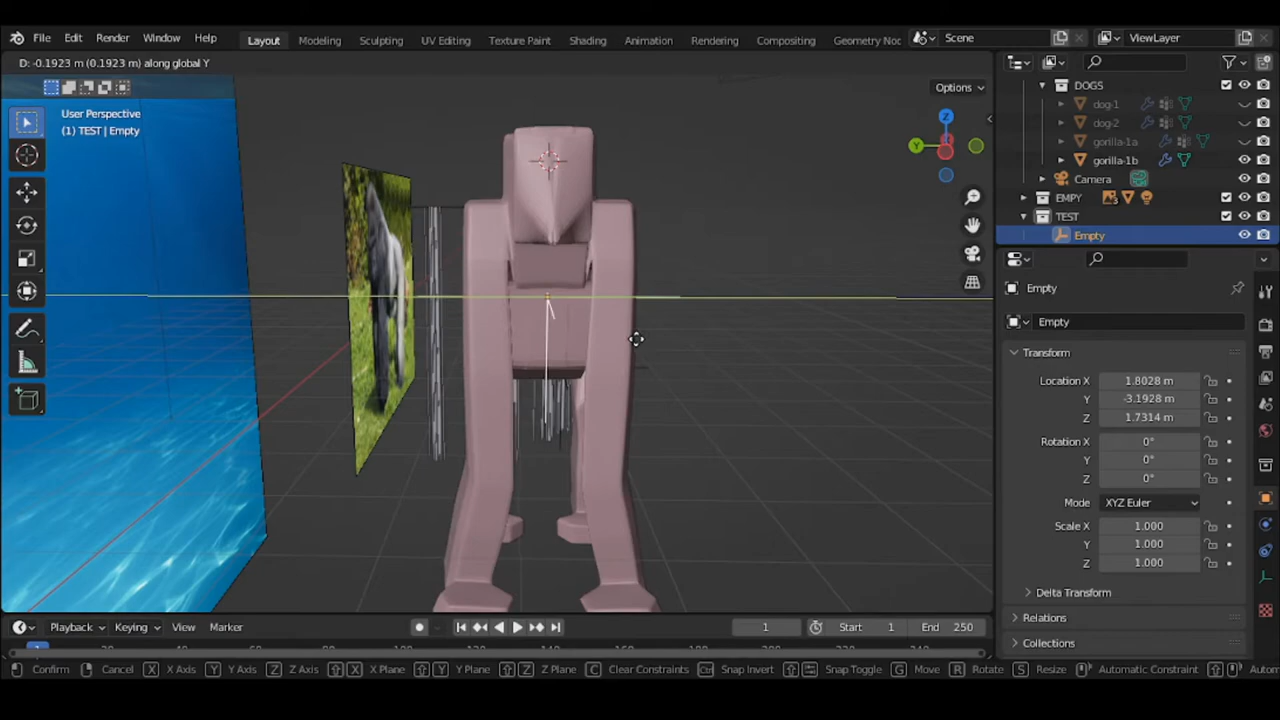 File Edit Render Window Help Layout Modeling Sculpting UV Editing Texture Paint Shading Animation Rendering Compositing Geometry Noc Scene ViewLayer
D: -0.1923 m (0.1923 m) along global Y
Options
User Perspective
(1) TEST | Empty
Z
Y
DOGS
dog-1
dog-2
gorilla-1a
gorilla-1b
Camera
EMPY
TEST
Empty
Empty
Empty
Transform
Location X 1.8028 m
Y -3.1928 m
Z 1.7314 m
Rotation X 0°
Y 0°
Z 0°
Mode XYZ Euler
Scale X 1.000
Y 1.000
Z 1.000
Delta Transform
Relations
Collections
Playback Keying View Marker 1 Start 1 End 250
Confirm Cancel X X Axis Y Y Axis Z Z Axis X X Plane Y Y Plane Z Z Plane C Clear Constraints Ctrl Snap Invert Snap Toggle G Move R Rotate S Resize Automatic Constraint Autom